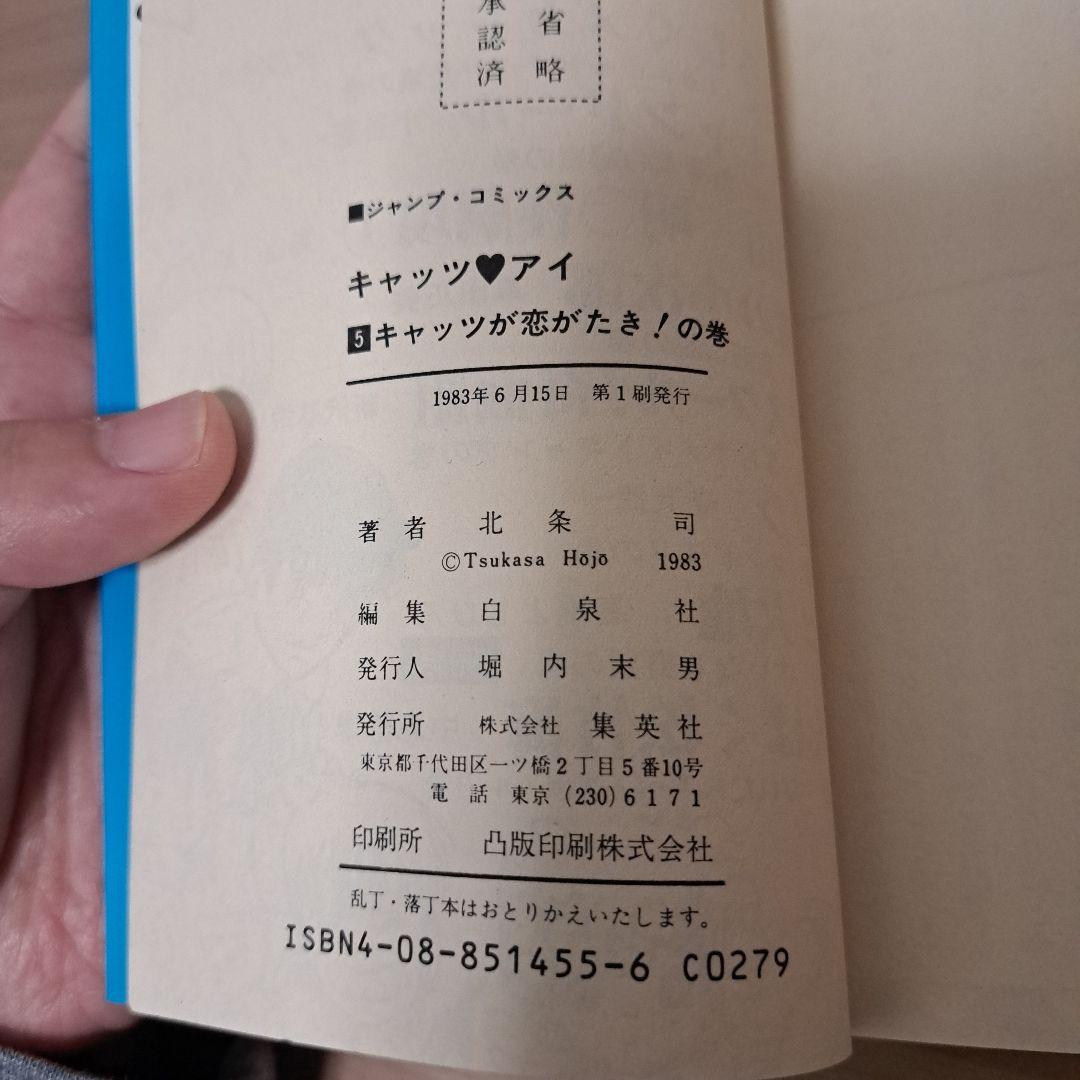 省略
承認済
■ジャンプ・コミックス
キャッツ♥アイ
5キャッツが恋がたき!の巻
1983年6月15日 第1刷発行
著者 北条司
©Tsukasa Hōjō 1983
編集 白泉社
発行人 堀内末男
発行所 株式会社 集英社
東京都千代田区一ツ橋2丁目5番10号
電話 東京(230)6171
印刷所 凸版印刷株式会社
乱丁・落丁本はおとりかえいたします。
ISBN4-08-851455-6 C0279